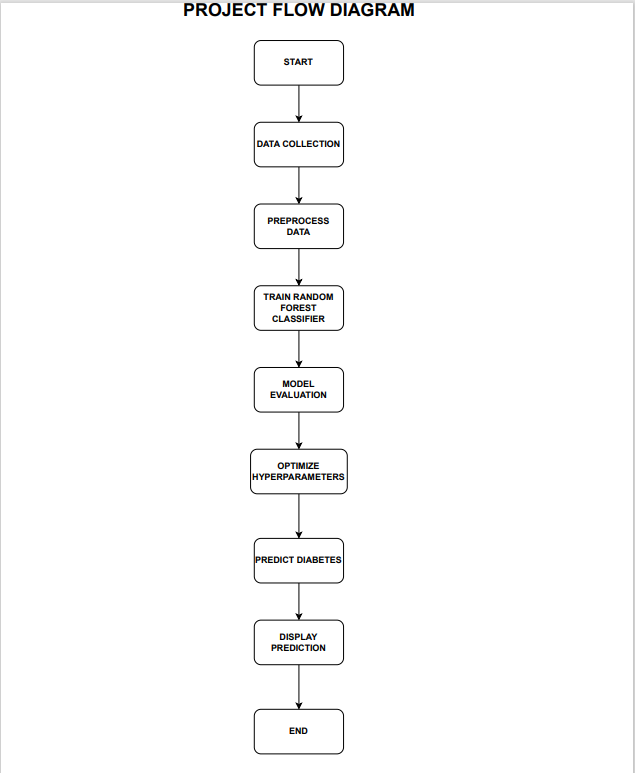 PROJECT FLOW DIAGRAM
START
DATA COLLECTION
PREPROCESS
DATA
TRAIN RANDOM
FOREST
CLASSIFIER
MODEL
EVALUATION
OPTIMIZE
HYPERPARAMETERS
PREDICT DIABETES
DISPLAY
PREDICTION
END